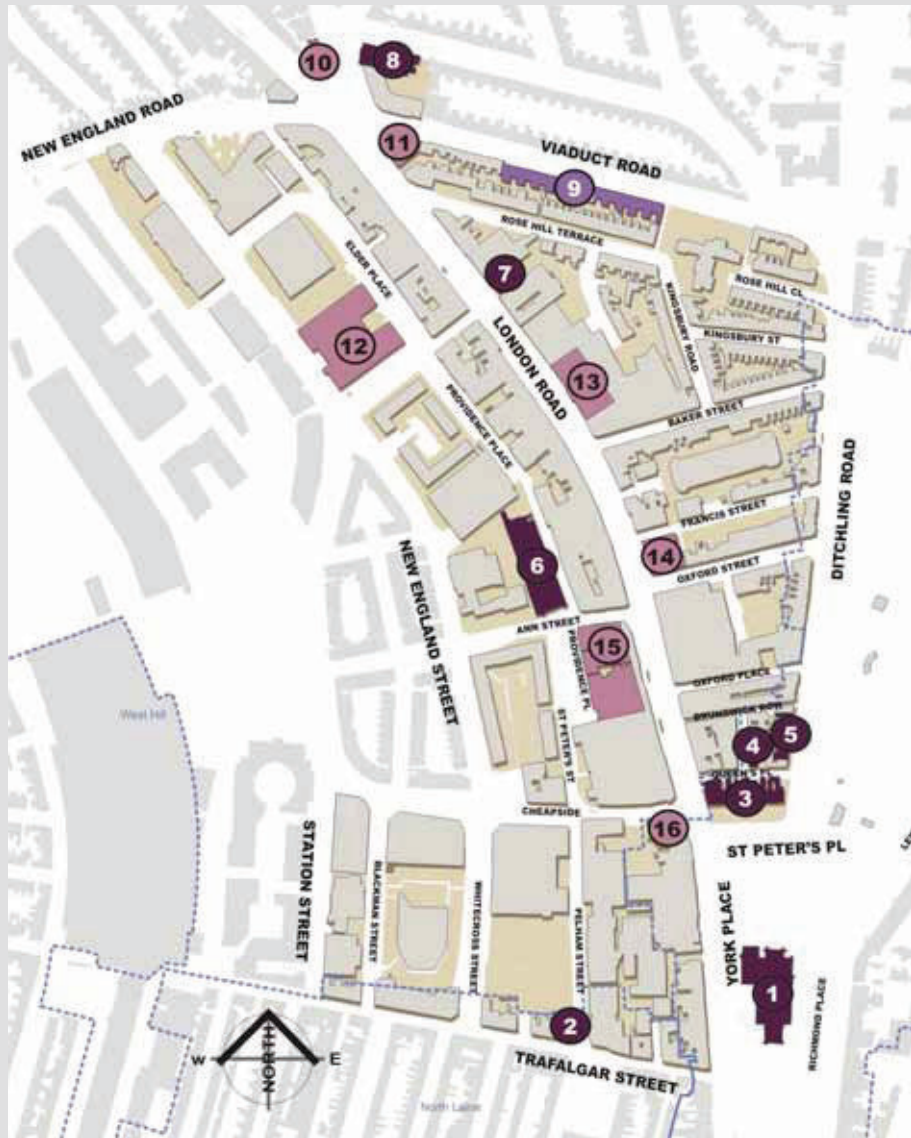 10
8
NEW ENGLAND ROAD
11
VIADUCT ROAD
9
ROSE HILL TERRACE
ELDER PLACE
7
ROSE HILL CL
KINGSBURY ROAD
KINGSBURY ST
12
LONDON ROAD
13
PROVIDENCE PLACE
BAKER STREET
DITCHLING ROAD
FRANCIS STREET
6
14
OXFORD STREET
NEW ENGLAND STREET
ANN STREET
PROVIDENCE PL
15
OXFORD PLACE
BRUNSWICK ROW
West Hill
4
5
ST PETER'S ST
QUEEN'S
3
CHEAPSIDE
16
ST PETER'S PL
STATION STREET
BLACKMAN STREET
WHITECROSS STREET
PELHAM STREET
YORK PLACE
1
RICHMOND PLACE
2
NORTH
W
E
TRAFALGAR STREET
North Laine